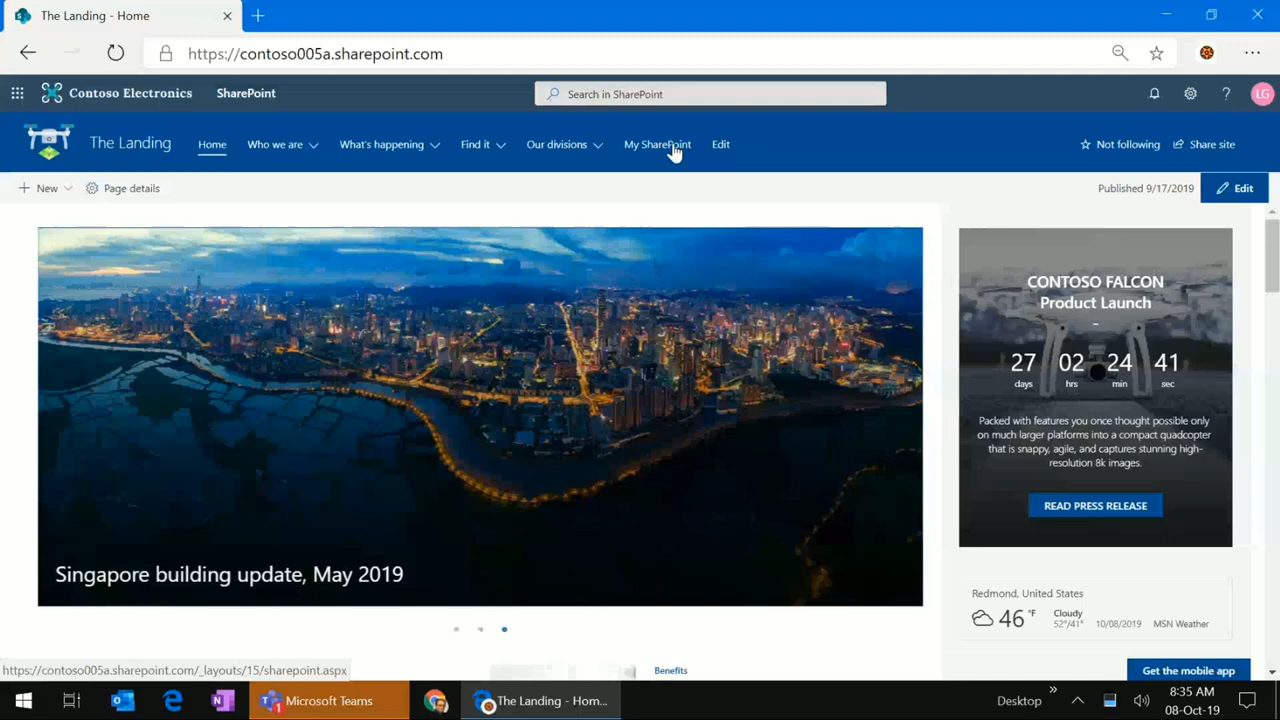 The Landing - Home
https://contoso005a.sharepoint.com
Contoso Electronics
SharePoint
Search in SharePoint
LG
The Landing
Home
Who we are
What's happening
Find it
Our divisions
My SharePoint
Edit
Not following
Share site
New
Page details
Published 9/17/2019
Edit
Singapore building update, May 2019
CONTOSO FALCON
Product Launch
27 02 24 41
days hrs min sec
Packed with features you once thought possible only
on much larger platforms into a compact quadcopter
that is snappy, agile, and captures stunning high-
resolution 8k images.
READ PRESS RELEASE
Redmond, United States
46 °F
Cloudy
52°/41°
10/08/2019
MSN Weather
https://contoso005a.sharepoint.com/_layouts/15/sharepoint.aspx
Benefits
Get the mobile app
Microsoft Teams
The Landing - Hom...
Desktop
8:35 AM
08-Oct-19